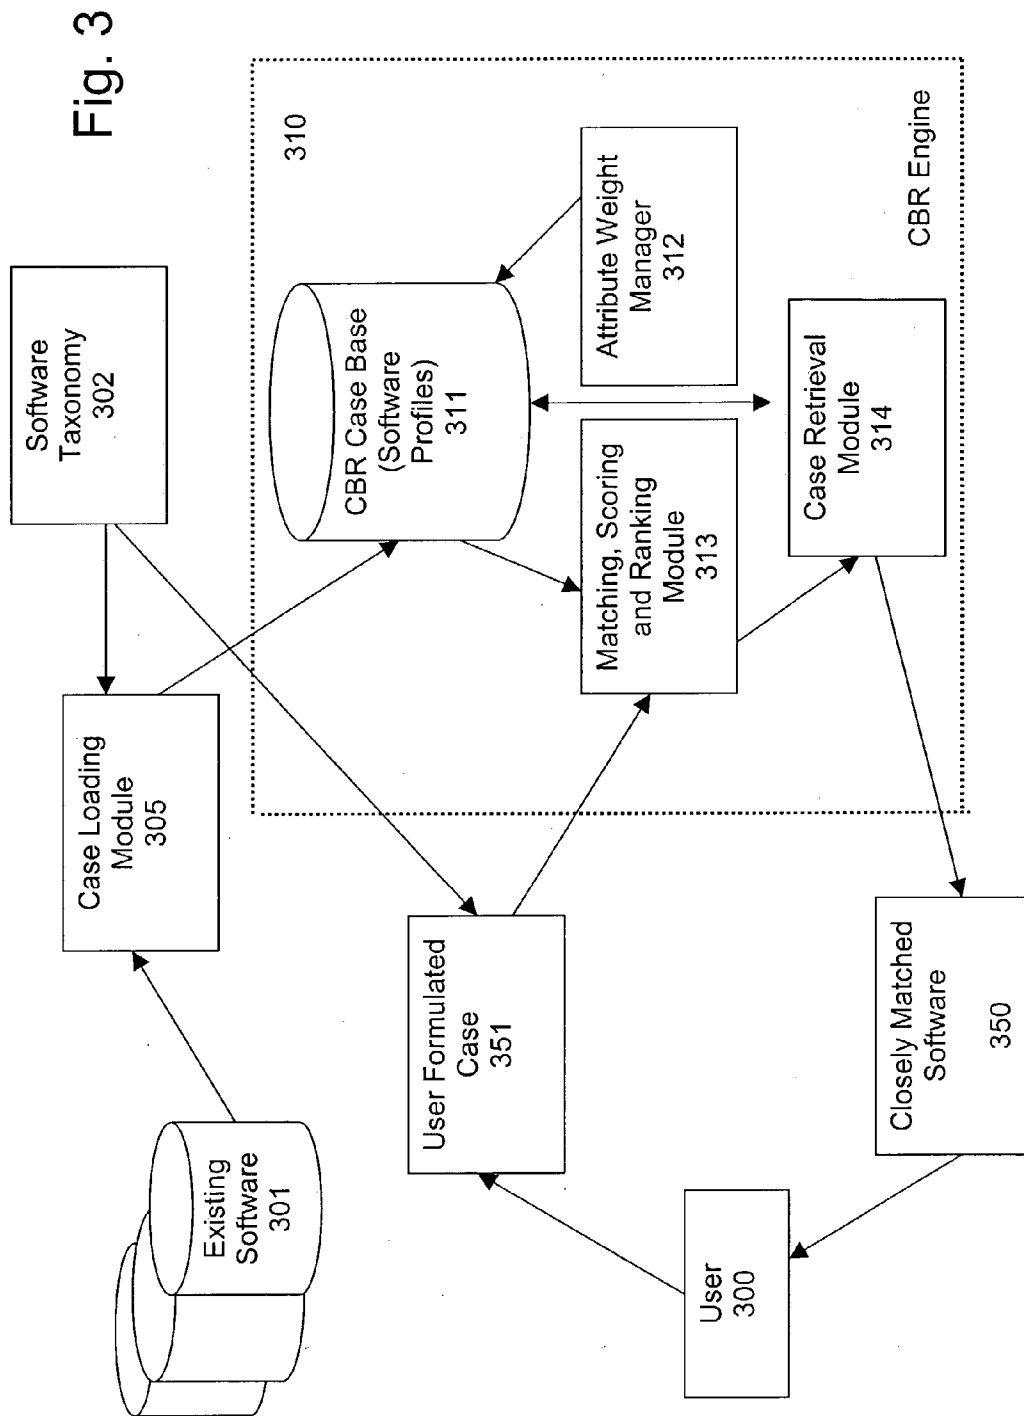 Fig. 3
Software
Taxonomy
302
Case Loading
Module
305
Existing
Software
301
310
CBR Case Base
(Software
Profiles)
311
Attribute Weight
Manager
312
Matching, Scoring
and Ranking
Module
313
Case Retrieval
Module
314
CBR Engine
User Formulated
Case
351
User
300
Closely Matched
Software
350